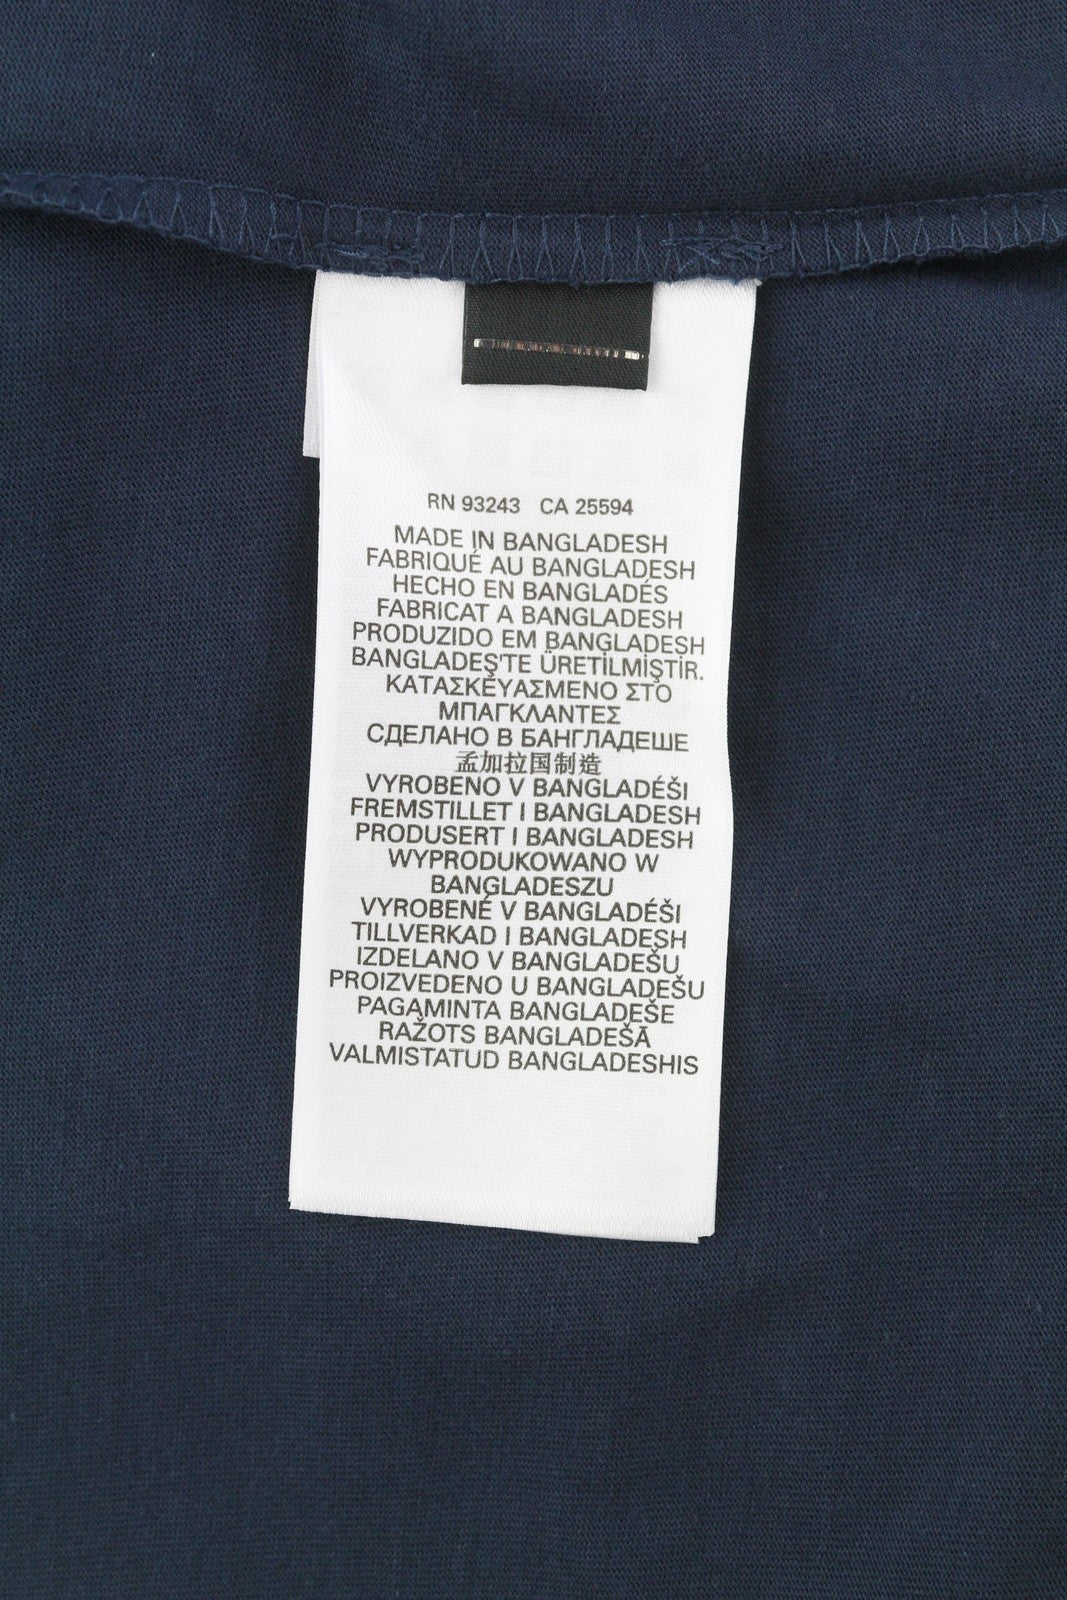 RN 93243 CA 25594
MADE IN BANGLADESH
FABRIQUÉ AU BANGLADESH
HECHO EN BANGLADÉS
FABRICAT A BANGLADESH
PRODUZIDO EM BANGLADESH
BANGLADEŞ'TE ÜRETİLMİŞTİR.
ΚΑΤΑΣΚΕΥΑΣΜΕΝΟ ΣΤΟ
ΜΠΑΓΚΛΑΝΤΕΣ
СДЕЛАНО В БАНГЛАДЕШЕ
孟加拉国制造
VYROBENO V BANGLADÉŠI
FREMSTILLET I BANGLADESH
PRODUSERT I BANGLADESH
WYPRODUKOWANO W
BANGLADESZU
VYROBENÉ V BANGLADÉŠI
TILLVERKAD I BANGLADESH
IZDELANO V BANGLADEŠU
PROIZVEDENO U BANGLADEŠU
PAGAMINTA BANGLADEŠE
RAŽOTS BANGLADEŠĀ
VALMISTATUD BANGLADESHIS